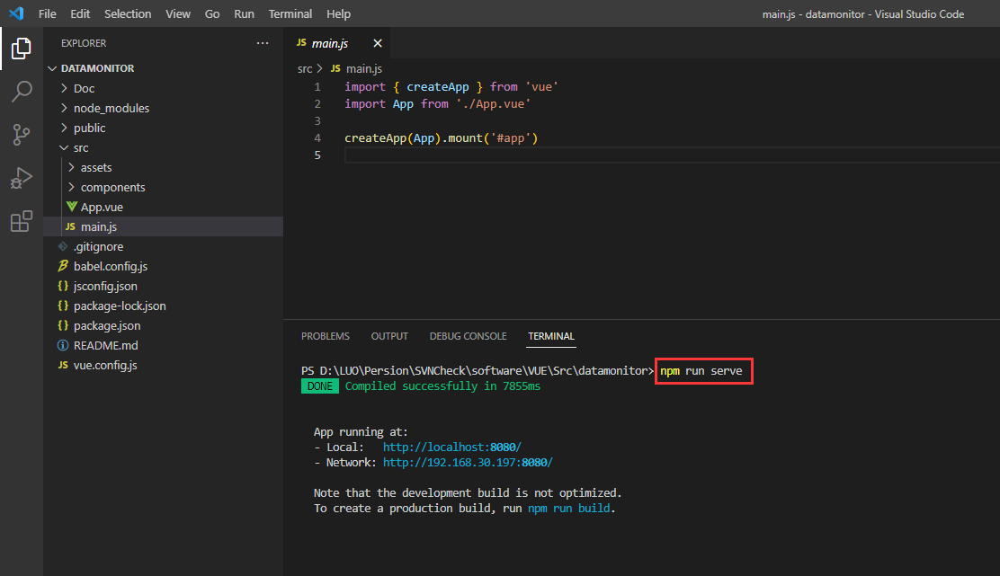 File Edit Selection View Go Run Terminal Help
main.js - datamonitor - Visual Studio Code
EXPLORER
···
DATAMONITOR
Doc
node_modules
public
src
assets
components
App.vue
JS main.js
.gitignore
babel.config.js
{} jsconfig.json
{} package-lock.json
{} package.json
README.md
JS vue.config.js
JS main.js
src > JS main.js
1 import { createApp } from 'vue'
2 import App from './App.vue'
3
4 createApp(App).mount('#app')
5
PROBLEMS OUTPUT DEBUG CONSOLE TERMINAL
PS D:\LUO\Persion\SVNCheck\software\VUE\Src\datamonitor> npm run serve
DONE Compiled successfully in 7855ms
App running at:
- Local: http://localhost:8080/
- Network: http://192.168.30.197:8080/
Note that the development build is not optimized.
To create a production build, run npm run build.